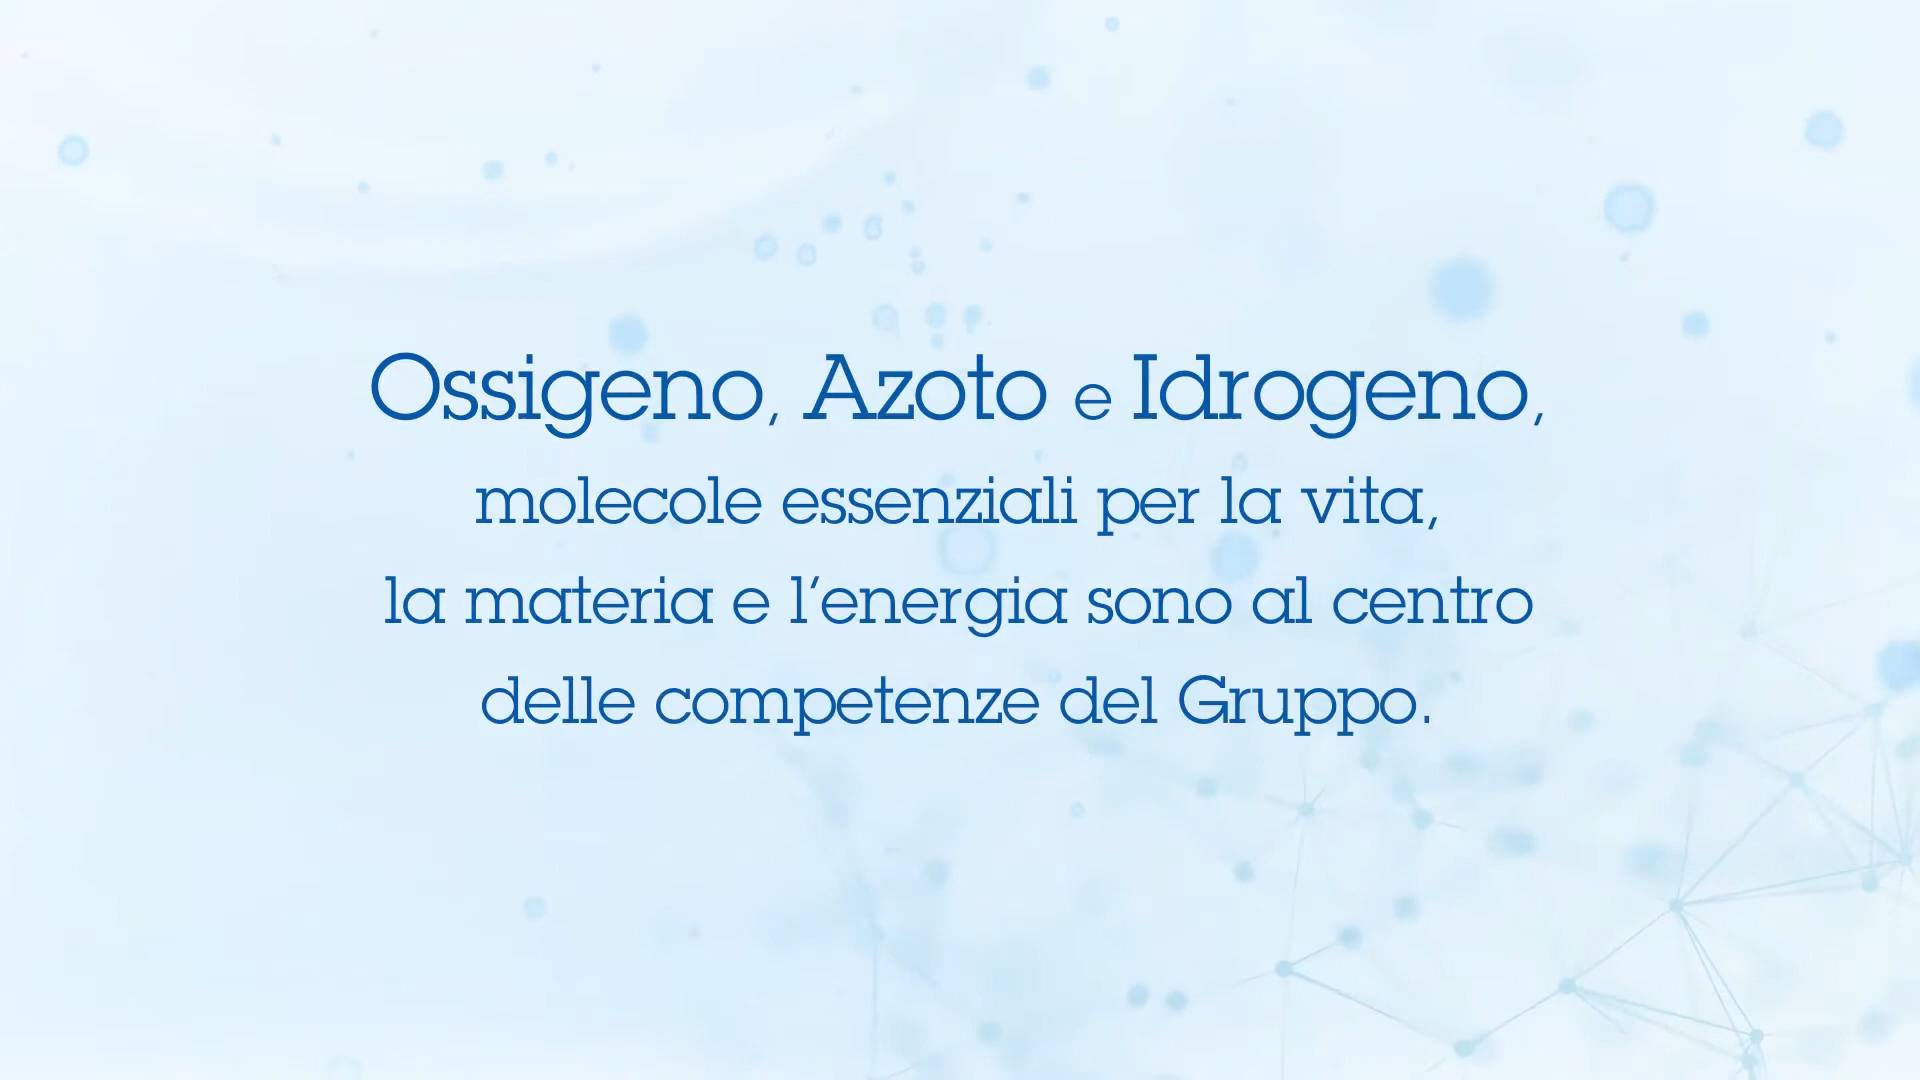 Ossigeno, Azoto e Idrogeno,
molecole essenziali per la vita,
la materia e l’energia sono al centro
delle competenze del Gruppo.